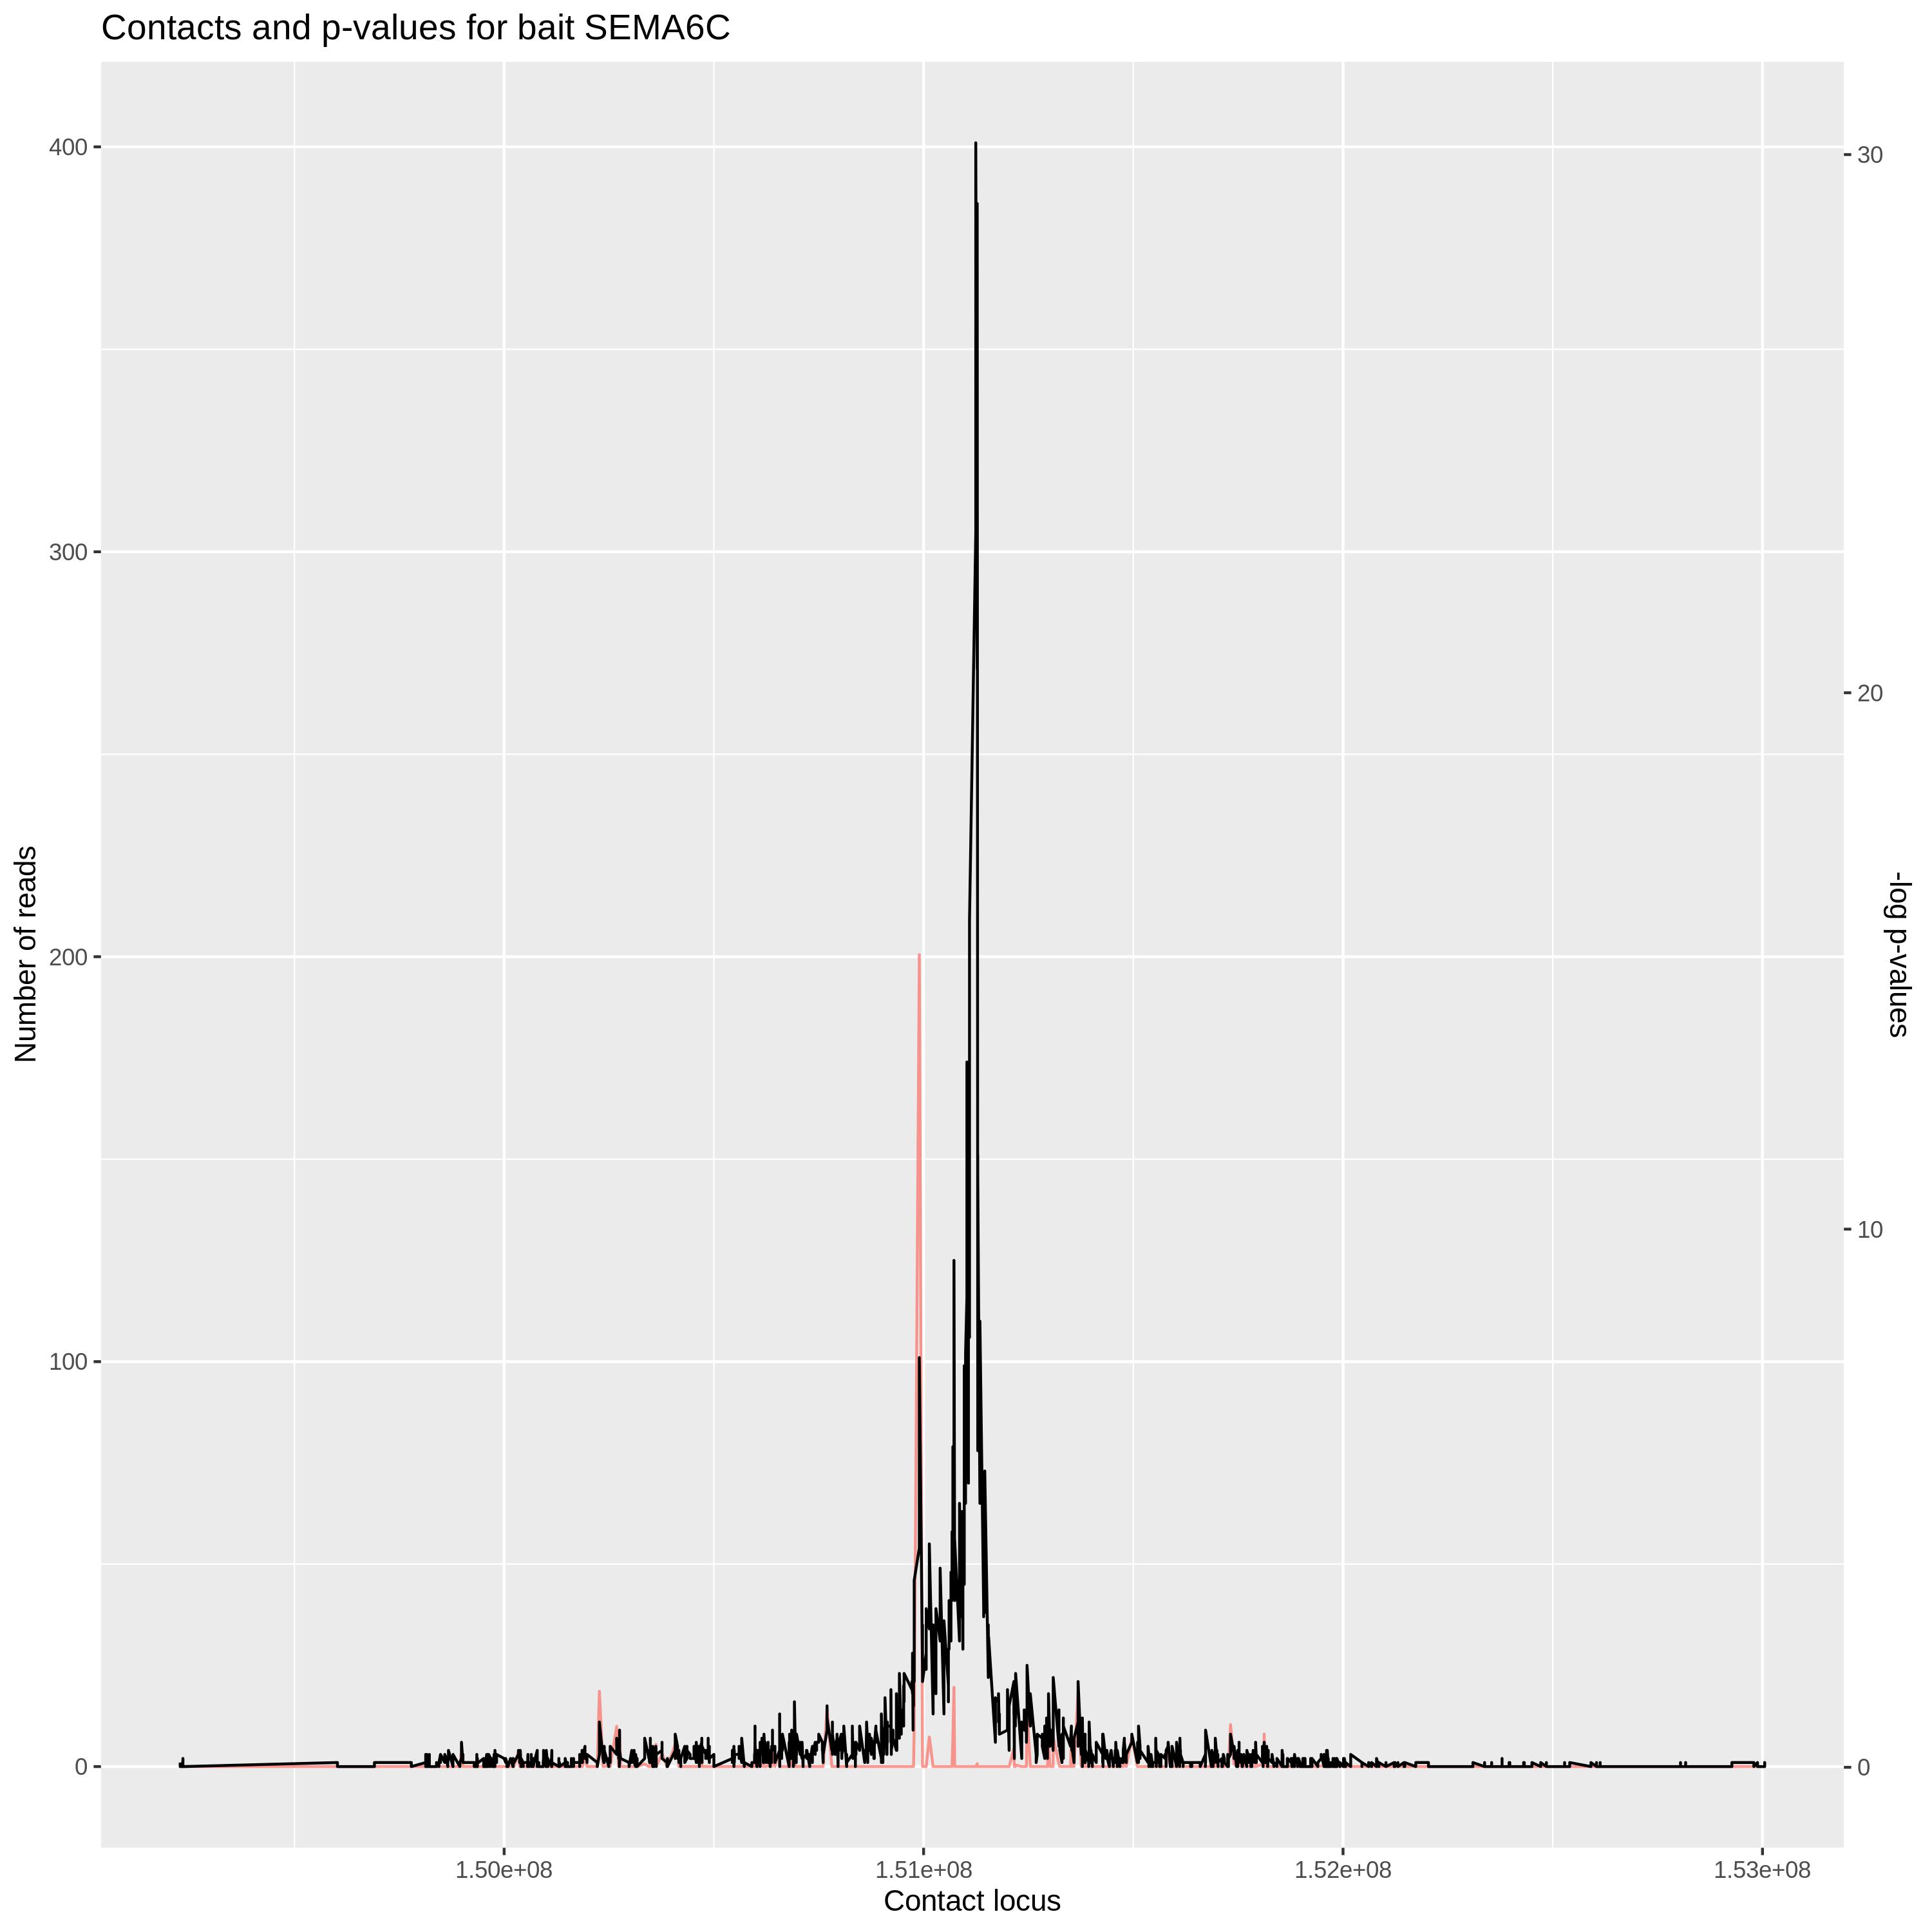 Contacts and p-values for bait SEMA6C
400
300
200
100
0
Number of reads
30
20
10
0
-log p-values
1.50e+08
1.51e+08
1.52e+08
1.53e+08
Contact locus